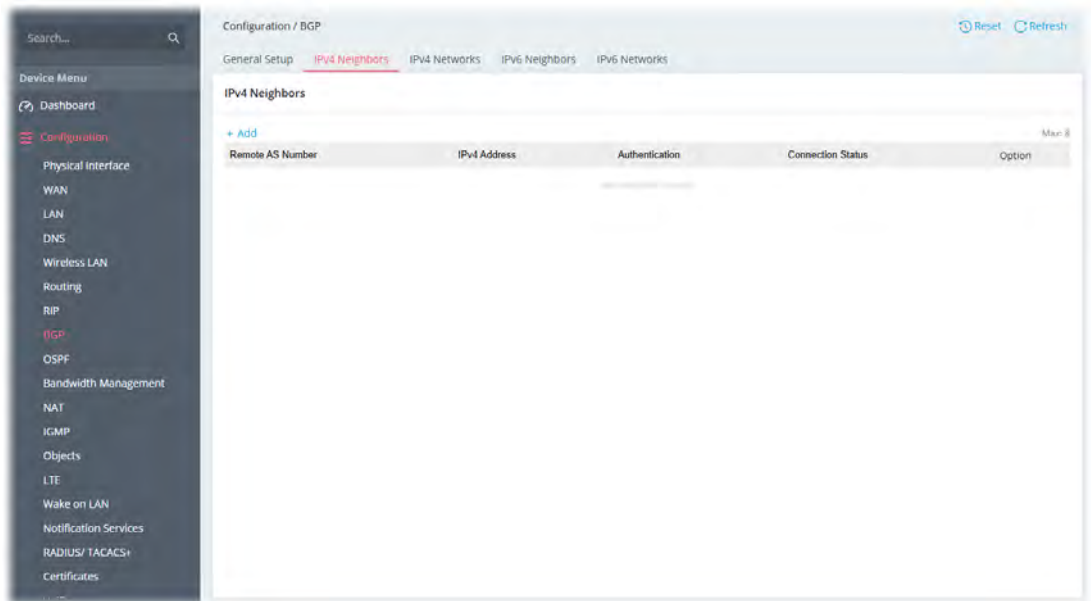 Search...
Device Menu
Dashboard
Configuration
Physical Interface
WAN
LAN
DNS
Wireless LAN
Routing
RIP
BGP
OSPF
Bandwidth Management
NAT
IGMP
Objects
LTE
Wake on LAN
Notification Services
RADIUS/ TACACS+
Certificates
Configuration / BGP
Reset Refresh
General Setup IPv4 Neighbors IPv4 Networks IPv6 Neighbors IPv6 Networks
IPv4 Neighbors
+ Add
Max: 8
Remote AS Number IPv4 Address Authentication Connection Status Option